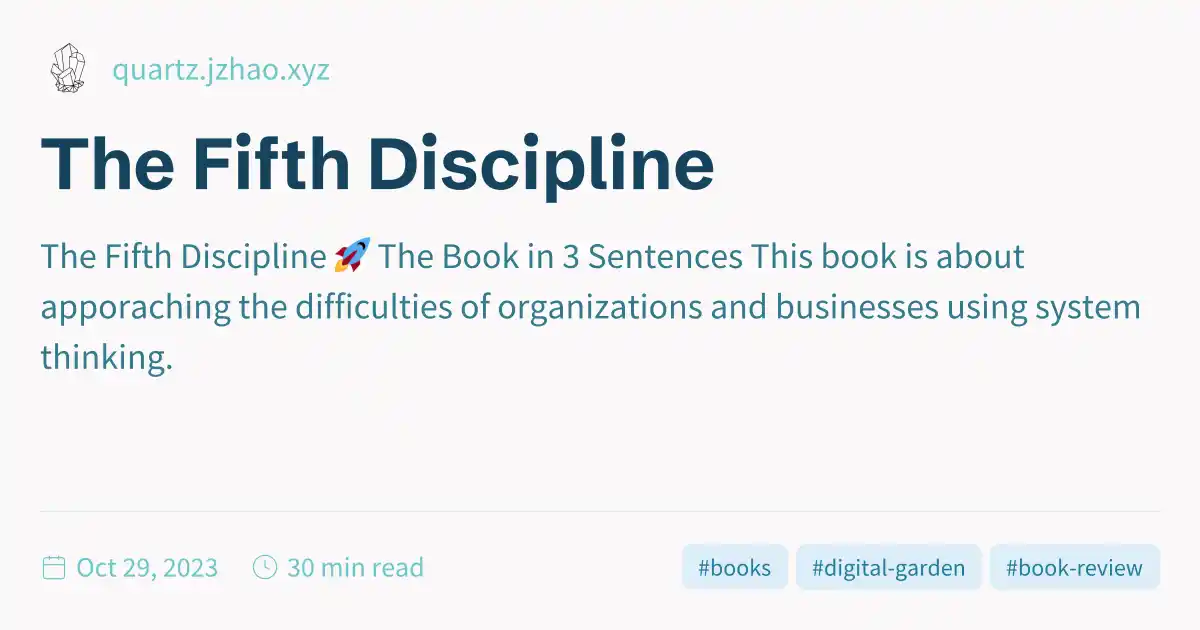 quartz.jzhao.xyz
The Fifth Discipline
The Fifth Discipline 🚀 The Book in 3 Sentences This book is about
apporaching the difficulties of organizations and businesses using system
thinking.
Oct 29, 2023 30 min read #books #digital-garden #book-review